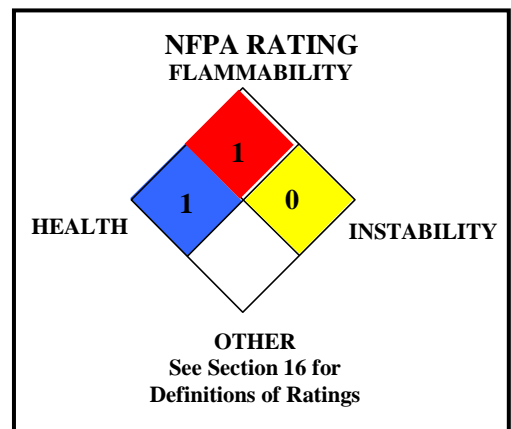 NFPA RATING
FLAMMABILITY
1
1
0
HEALTH
INSTABILITY
OTHER
See Section 16 for
Definitions of Ratings